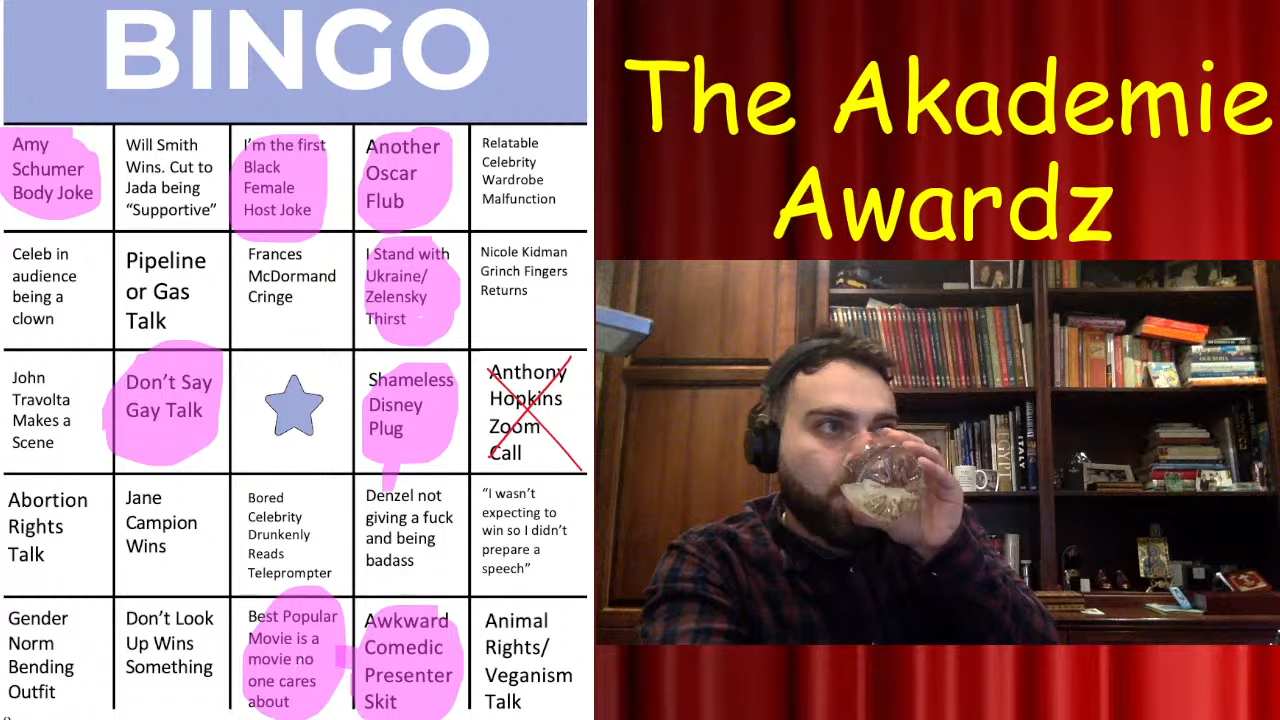 BINGO
Amy
Schumer
Body Joke
Will Smith
Wins. Cut to
Jada being
“Supportive”
I’m the first
Black
Female
Host Joke
Another
Oscar
Flub
Relatable
Celebrity
Wardrobe
Malfunction
Celeb in
audience
being a
clown
Pipeline
or Gas
Talk
Frances
McDormand
Cringe
I Stand with
Ukraine/
Zelensky
Thirst
Nicole Kidman
Grinch Fingers
Returns
John
Travolta
Makes a
Scene
Don’t Say
Gay Talk
Shameless
Disney
Plug
Anthony
Hopkins
Zoom
Call
Abortion
Rights
Talk
Jane
Campion
Wins
Bored
Celebrity
Drunkenly
Reads
Teleprompter
Denzel not
giving a fuck
and being
badass
“I wasn’t
expecting to
win so I didn’t
prepare a
speech”
Gender
Norm
Bending
Outfit
Don’t Look
Up Wins
Something
Best Popular
Movie is a
movie no
one cares
about
Awkward
Comedic
Presenter
Skit
Animal
Rights/
Veganism
Talk
The Akademie
Awardz
EGYPT
ITALY